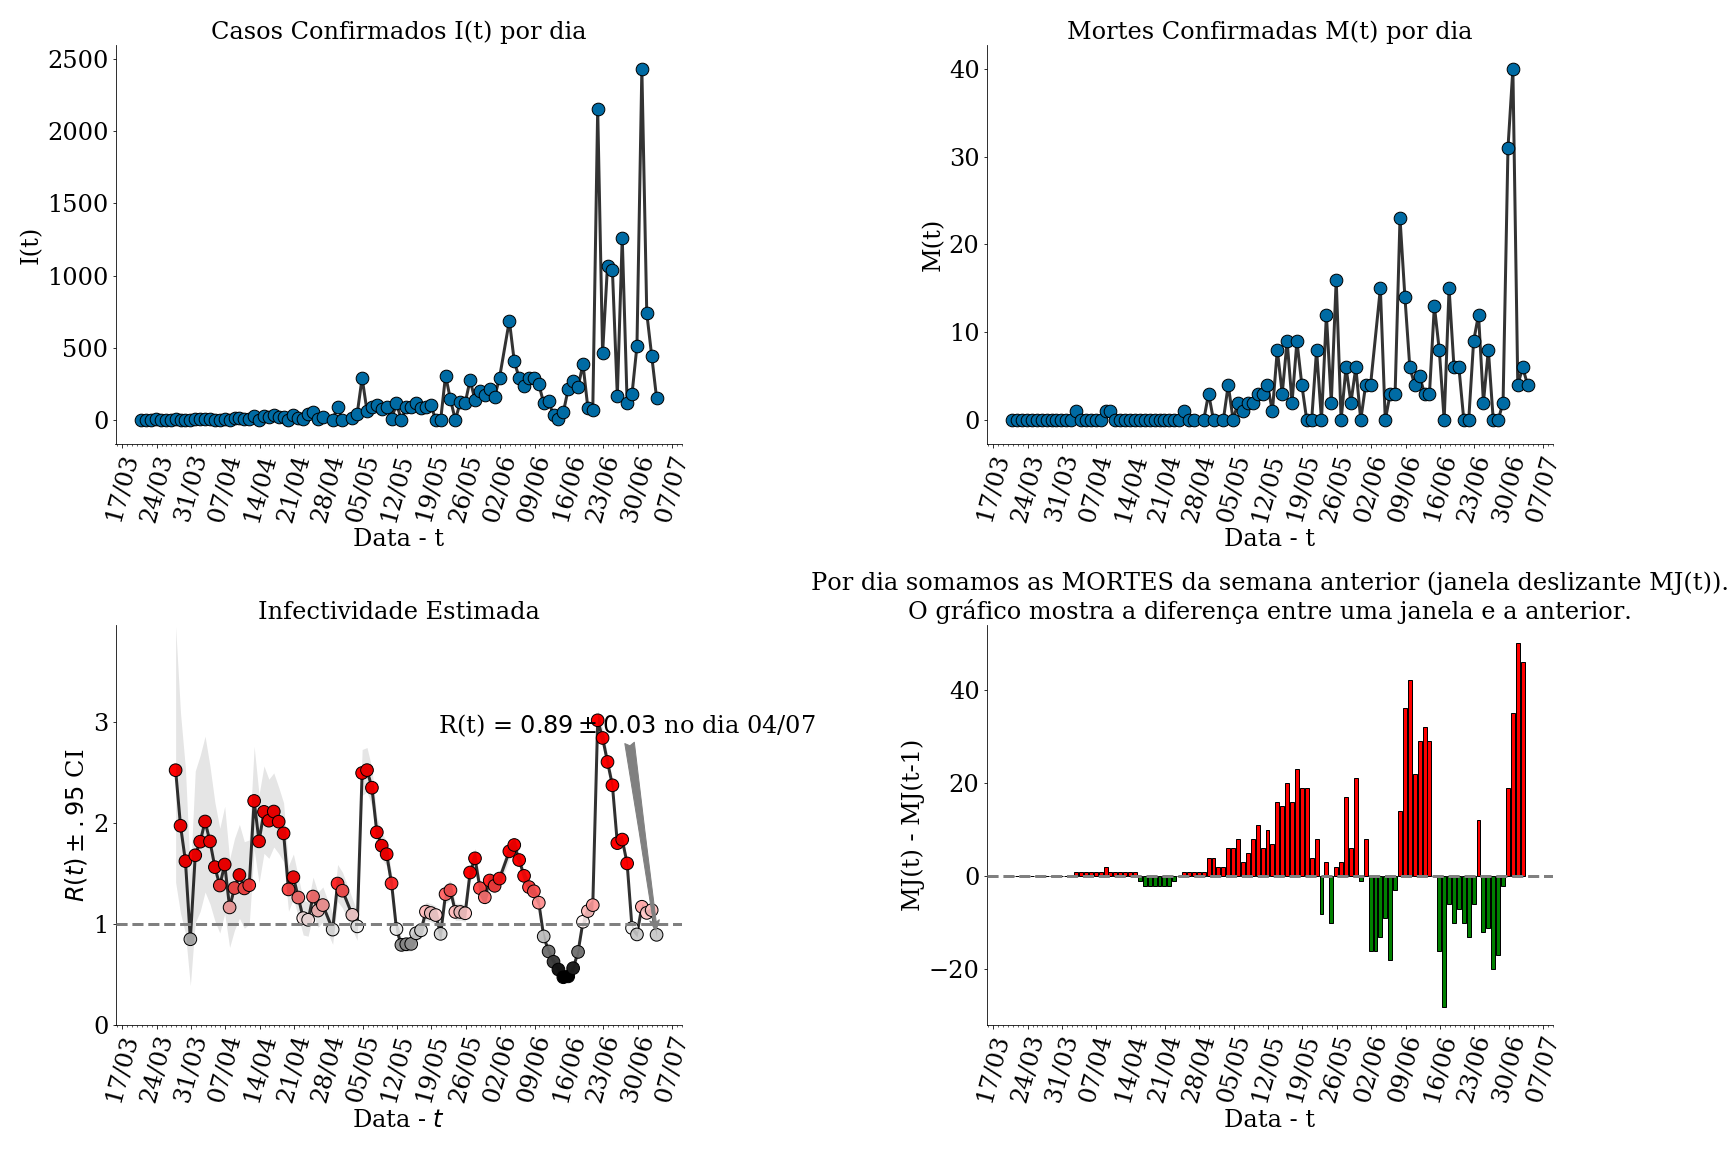 Casos Confirmados I(t) por dia
I(t)
2500
2000
1500
1000
500
0
17/03 24/03 31/03 07/04 14/04 21/04 28/04 05/05 12/05 19/05 26/05 02/06 09/06 16/06 23/06 30/06 07/07
Data - t
Mortes Confirmadas M(t) por dia
M(t)
40
30
20
10
0
17/03 24/03 31/03 07/04 14/04 21/04 28/04 05/05 12/05 19/05 26/05 02/06 09/06 16/06 23/06 30/06 07/07
Data - t
Infectividade Estimada
R(t) ± .95 CI
3
2
1
0
R(t) = 0.89 ± 0.03 no dia 04/07
17/03 24/03 31/03 07/04 14/04 21/04 28/04 05/05 12/05 19/05 26/05 02/06 09/06 16/06 23/06 30/06 07/07
Data - t
Por dia somamos as MORTES da semana anterior (janela deslizante MJ(t)).
O gráfico mostra a diferença entre uma janela e a anterior.
MJ(t) - MJ(t-1)
40
20
0
−20
17/03 24/03 31/03 07/04 14/04 21/04 28/04 05/05 12/05 19/05 26/05 02/06 09/06 16/06 23/06 30/06 07/07
Data - t